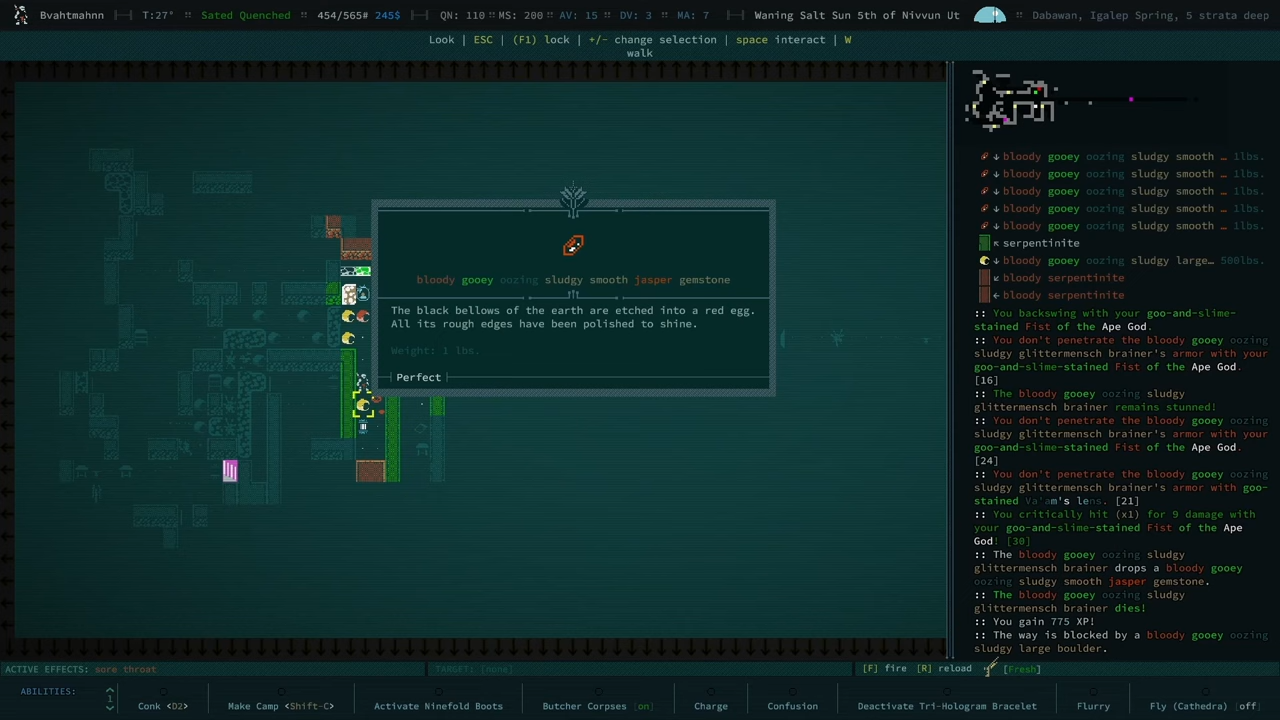 Bvahtmahnn T:27° :: Sated Quenched :: 454/565# 245$ QN: 110 :: MS: 200 :: AV: 15 :: DV: 3 :: MA: 7 Waning Salt Sun 5th of Nivvun Ut :: Dabawan, Igalep Spring, 5 strata deep
Look | ESC | (F1) lock | +/- change selection | space interact | W
walk
bloody gooey oozing sludgy smooth … 1lbs.
bloody gooey oozing sludgy smooth … 1lbs.
bloody gooey oozing sludgy smooth … 1lbs.
bloody gooey oozing sludgy smooth … 1lbs.
bloody gooey oozing sludgy smooth … 1lbs.
serpentinite
bloody gooey oozing sludgy large… 500lbs.
bloody serpentinite
bloody serpentinite
bloody gooey oozing sludgy smooth jasper gemstone
The black bellows of the earth are etched into a red egg.
All its rough edges have been polished to shine.
Weight: 1 lbs.
Perfect
:: You backswing with your goo-and-slime-
stained Fist of the Ape God.
:: You don't penetrate the bloody gooey oozing
sludgy glittermensch brainer's armor with your
goo-and-slime-stained Fist of the Ape God.
[16]
:: The bloody gooey oozing sludgy
glittermensch brainer remains stunned!
:: You don't penetrate the bloody gooey oozing
sludgy glittermensch brainer's armor with your
goo-and-slime-stained Fist of the Ape God.
[24]
:: You don't penetrate the bloody gooey oozing
sludgy glittermensch brainer's armor with goo-
stained Va'am's lens. [21]
:: You critically hit (x1) for 9 damage with
your goo-and-slime-stained Fist of the Ape
God! [30]
:: The bloody gooey oozing sludgy
glittermensch brainer drops a bloody gooey
oozing sludgy smooth jasper gemstone.
:: The bloody gooey oozing sludgy
glittermensch brainer dies!
:: You gain 775 XP!
:: The way is blocked by a bloody gooey oozing
sludgy large boulder.
ACTIVE EFFECTS: sore throat TARGET: [none] [F] fire [R] reload [Fresh]
ABILITIES: 1 Conk <D2> Make Camp <Shift-C> Activate Ninefold Boots Butcher Corpses [on] Charge Confusion Deactivate Tri-Hologram Bracelet Flurry Fly (Cathedra) [off]